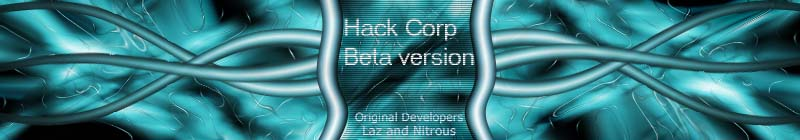 Hack Corp
Beta version
Original Developers
Laz and Nitrous